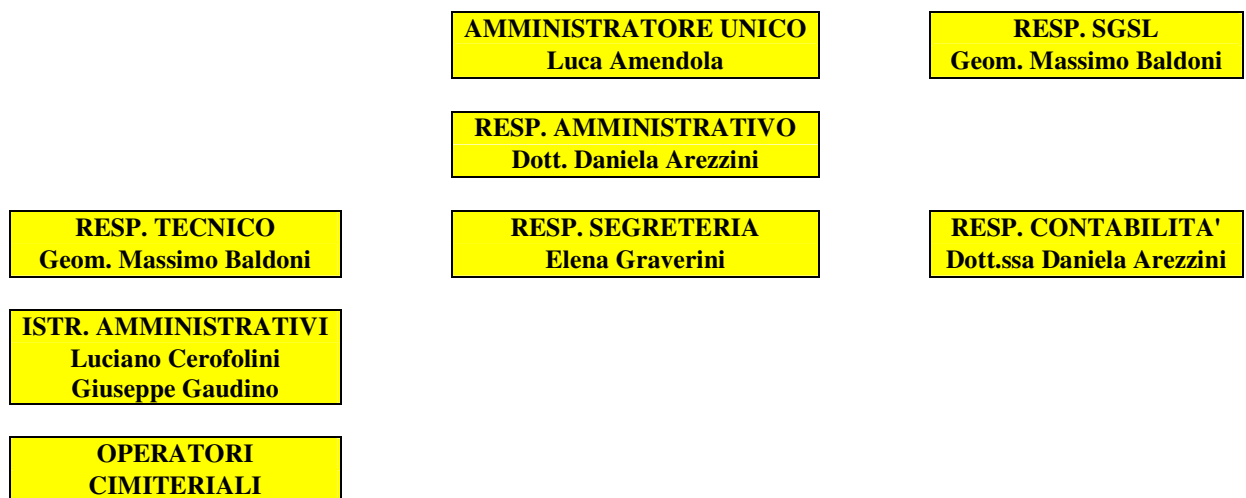 AMMINISTRATORE UNICO
Luca Amendola
RESP. SGSL
Geom. Massimo Baldoni
RESP. AMMINISTRATIVO
Dott. Daniela Arezzini
RESP. TECNICO
Geom. Massimo Baldoni
RESP. SEGRETERIA
Elena Graverini
RESP. CONTABILITA'
Dott.ssa Daniela Arezzini
ISTR. AMMINISTRATIVI
Luciano Cerofolini
Giuseppe Gaudino
OPERATORI
CIMITERIALI